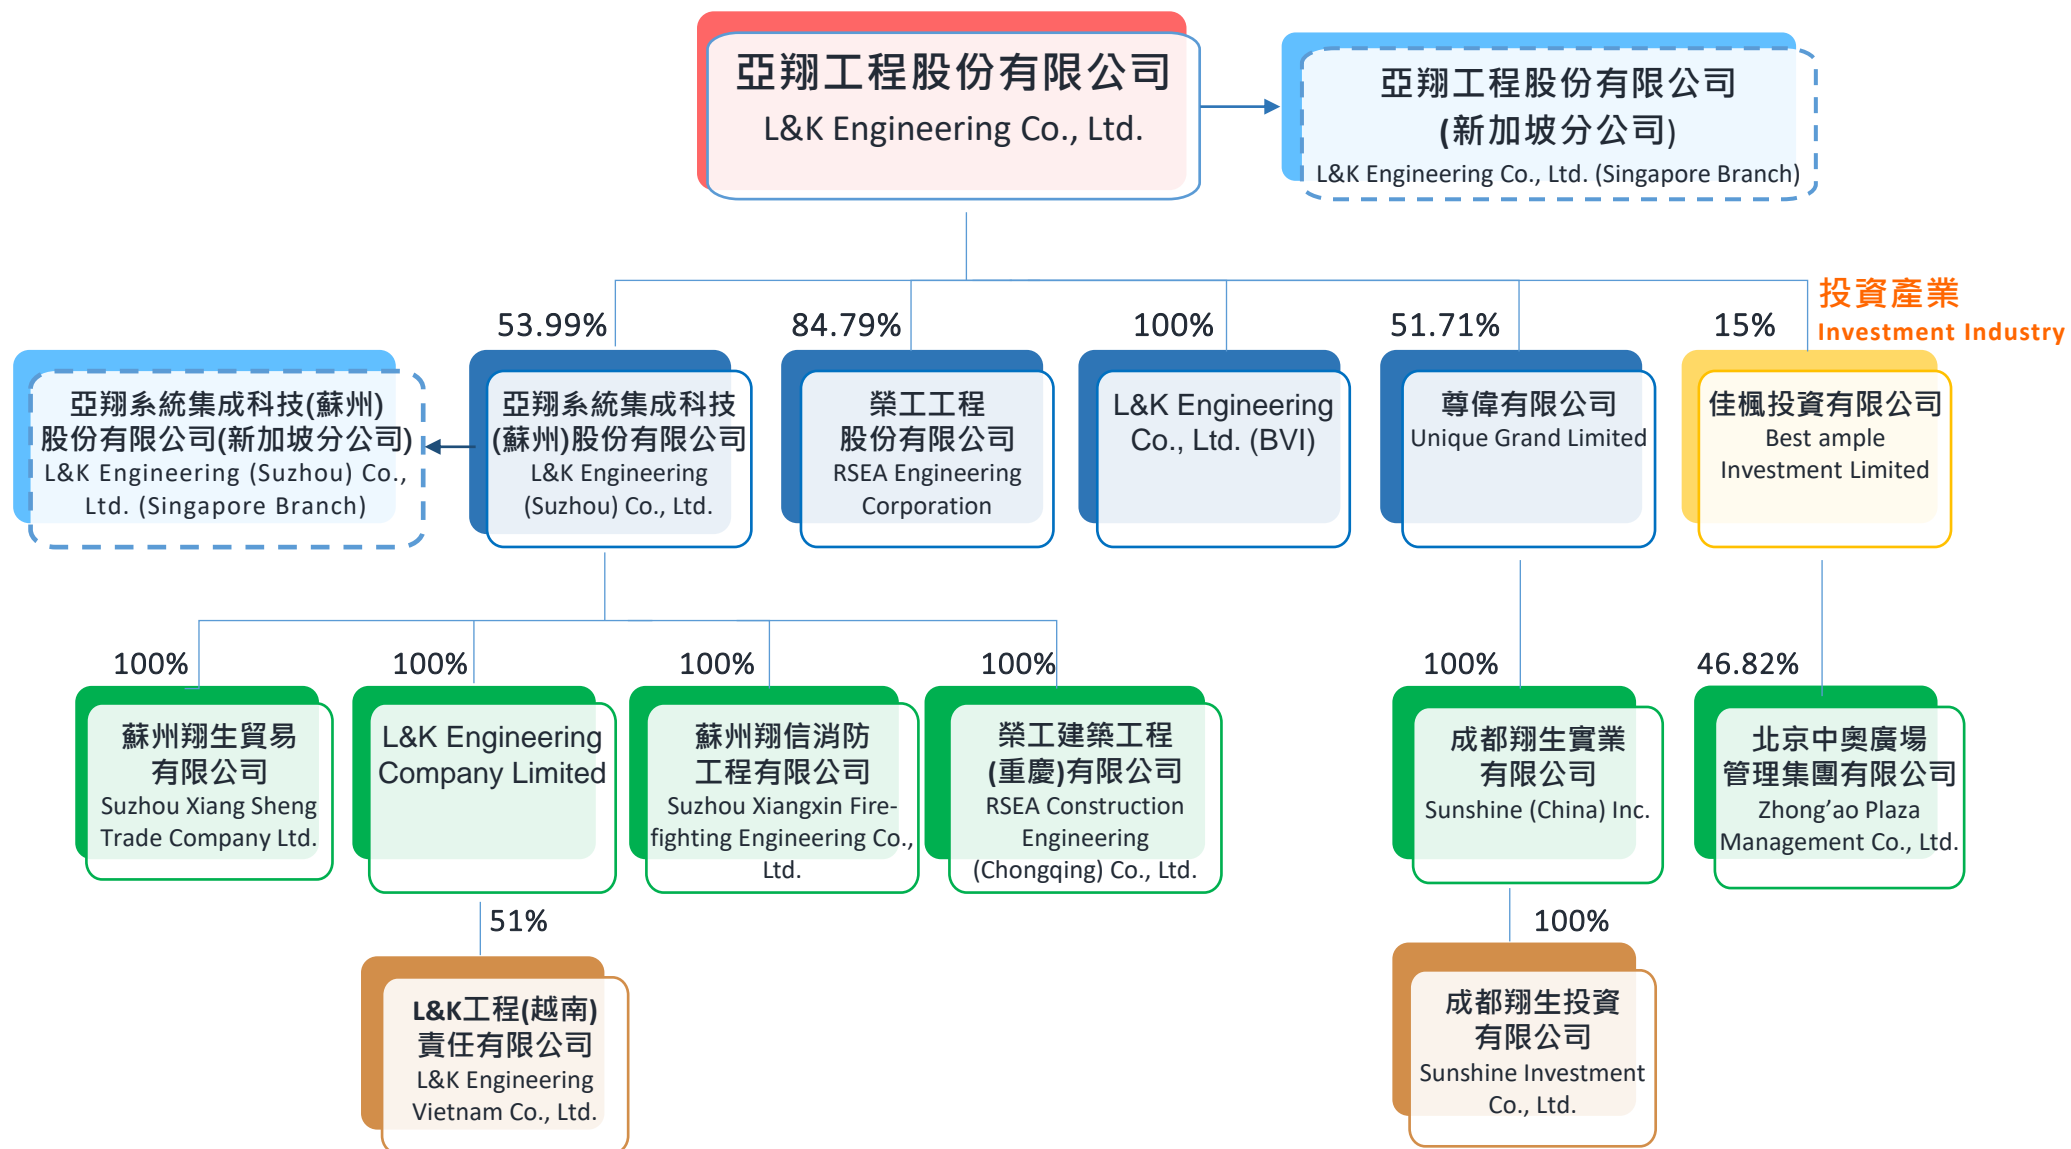 亞翔工程股份有限公司
L&K Engineering Co., Ltd.
亞翔工程股份有限公司
(新加坡分公司)
L&K Engineering Co., Ltd. (Singapore Branch)
投資產業
Investment Industry
53.99%
84.79%
100%
51.71%
15%
亞翔系統集成科技(蘇州)
股份有限公司(新加坡分公司)
L&K Engineering (Suzhou) Co.,
Ltd. (Singapore Branch)
亞翔系統集成科技
(蘇州)股份有限公司
L&K Engineering
(Suzhou) Co., Ltd.
榮工工程
股份有限公司
RSEA Engineering
Corporation
L&K Engineering
Co., Ltd. (BVI)
尊偉有限公司
Unique Grand Limited
佳楓投資有限公司
Best ample
Investment Limited
100%
100%
100%
100%
100%
46.82%
蘇州翔生貿易
有限公司
Suzhou Xiang Sheng
Trade Company Ltd.
L&K Engineering
Company Limited
蘇州翔信消防
工程有限公司
Suzhou Xiangxin Fire-
fighting Engineering Co.,
Ltd.
榮工建築工程
(重慶)有限公司
RSEA Construction
Engineering
(Chongqing) Co., Ltd.
成都翔生實業
有限公司
Sunshine (China) Inc.
北京中奧廣場
管理集團有限公司
Zhong’ao Plaza
Management Co., Ltd.
51%
100%
L&K工程(越南)
責任有限公司
L&K Engineering
Vietnam Co., Ltd.
成都翔生投資
有限公司
Sunshine Investment
Co., Ltd.